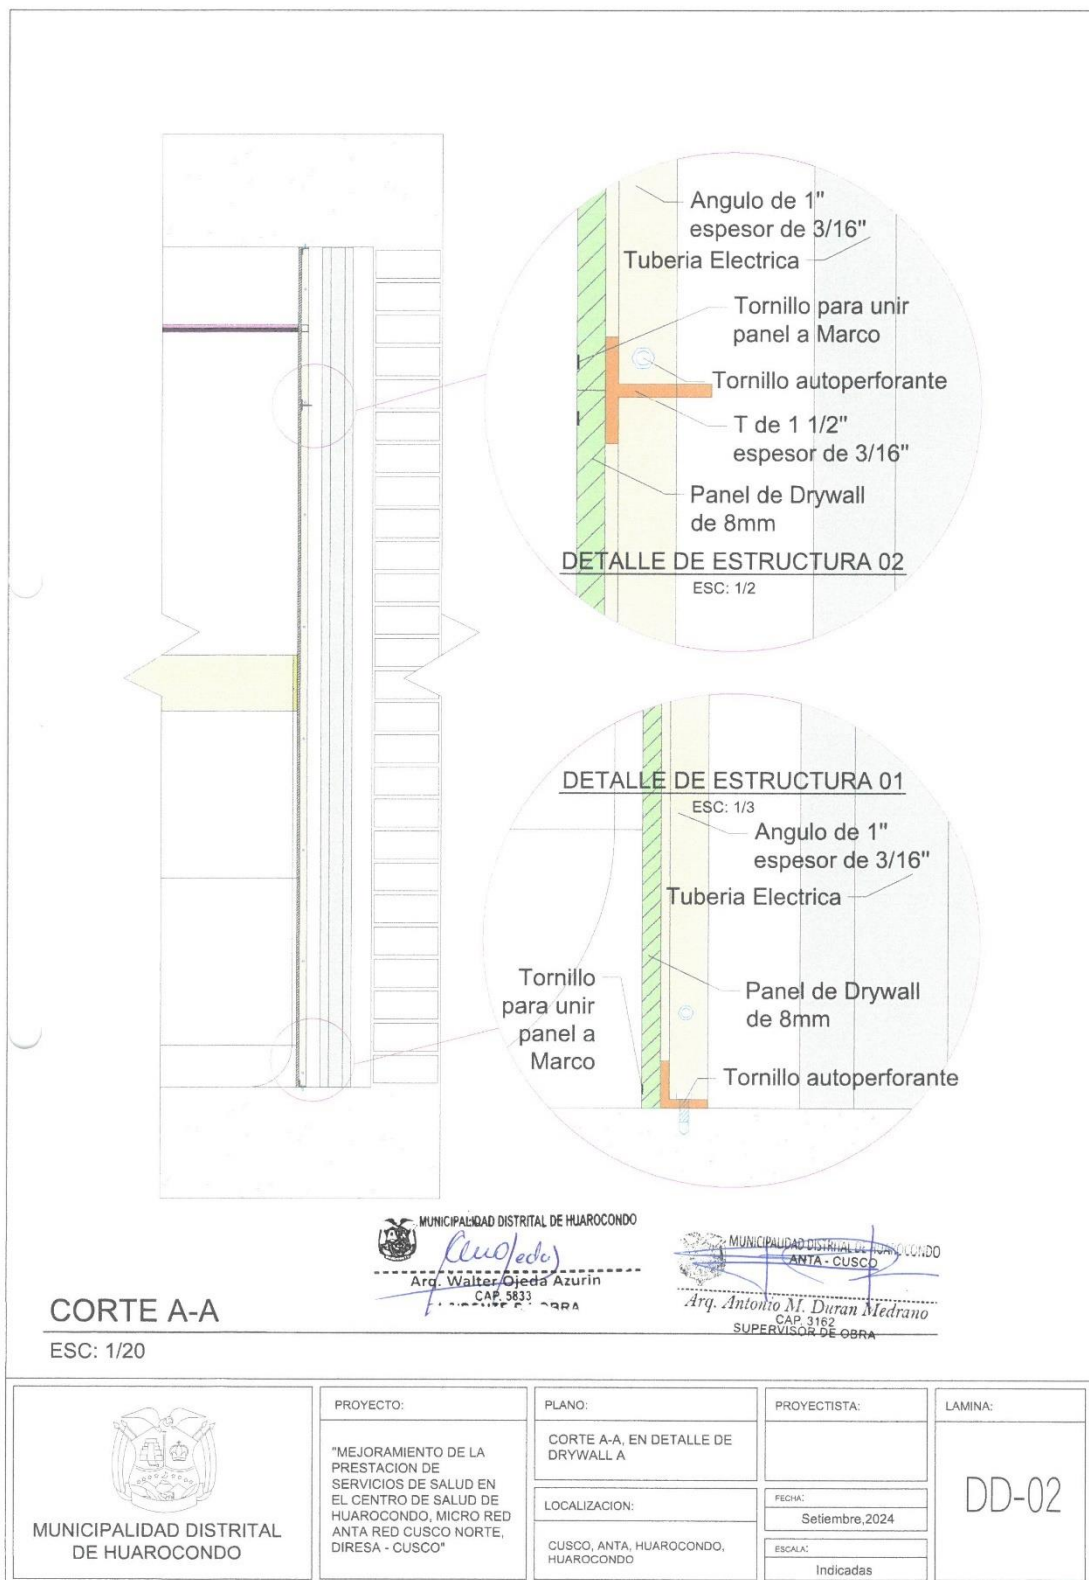 Angulo de 1"
espesor de 3/16"
Tuberia Electrica
Tornillo para unir
panel a Marco
Tornillo autoperforante
T de 1 1/2"
espesor de 3/16"
Panel de Drywall
de 8mm
DETALLE DE ESTRUCTURA 02
ESC: 1/2
DETALLE DE ESTRUCTURA 01
ESC: 1/3
Angulo de 1"
espesor de 3/16"
Tuberia Electrica
Tornillo
para unir
panel a
Marco
Panel de Drywall
de 8mm
Tornillo autoperforante
MUNICIPALIDAD DISTRITAL DE HUAROCONDO
Arq. Walter Ojeda Azurin
CAP. 5833
OBRA
MUNICIPALIDAD DISTRITAL DE HUAROCONDO
ANTA - CUSCO
Arq. Antonio M. Duran Medrano
CAP. 3162
SUPERVISOR DE OBRA
CORTE A-A
ESC: 1/20
MUNICIPALIDAD DISTRITAL
DE HUAROCONDO
PROYECTO:
"MEJORAMIENTO DE LA
PRESTACION DE
SERVICIOS DE SALUD EN
EL CENTRO DE SALUD DE
HUAROCONDO, MICRO RED
ANTA RED CUSCO NORTE,
DIRESA - CUSCO"
PLANO:
CORTE A-A, EN DETALLE DE
DRYWALL A
LOCALIZACION:
CUSCO, ANTA, HUAROCONDO,
HUAROCONDO
PROYECTISTA:
FECHA:
Setiembre,2024
ESCALA:
Indicadas
LAMINA:
DD-02